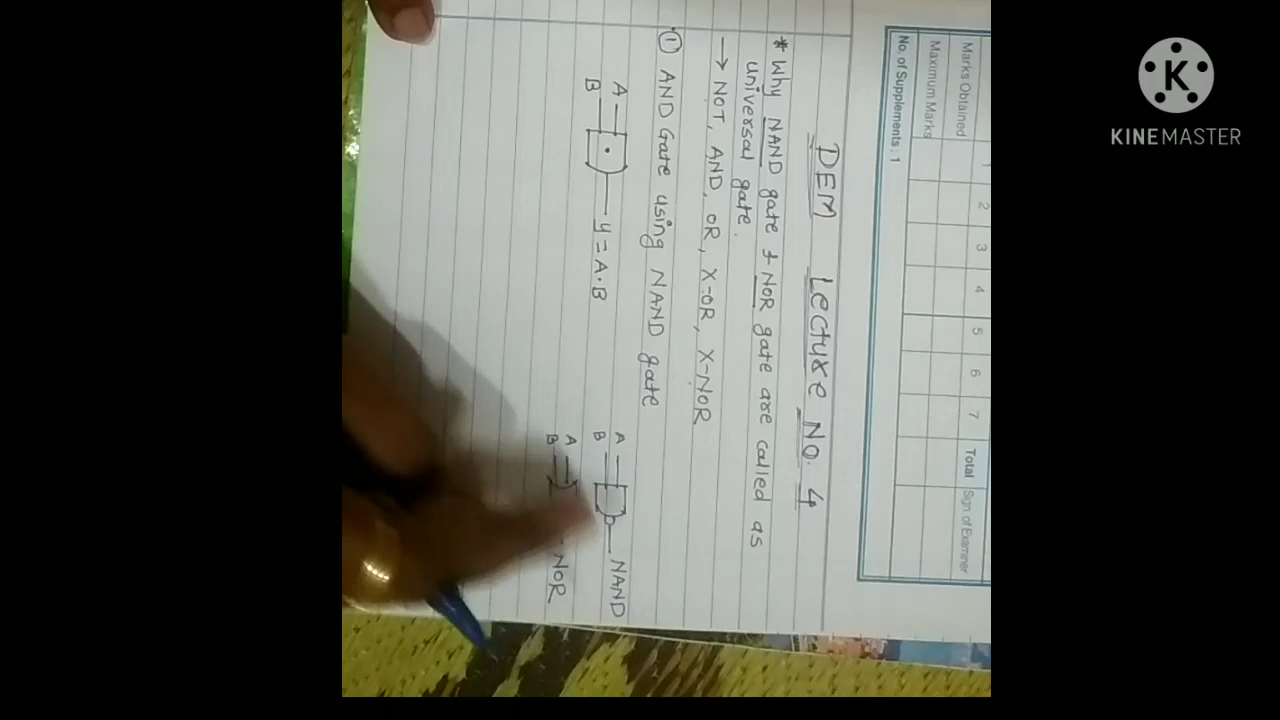 1 2 3 4 5 6 7 Total Sign. of Examiner
Marks Obtained
Maximum Marks
No. of Supplements : 1
DEM Lecture No. 4
* Why NAND gate & NOR gate are called as
universal gate.
→ NOT, AND, OR, X-OR, X-NOR
① AND Gate using NAND gate
A
B
y = A·B
A
B
NAND
A
B
NOR
K
KINEMASTER